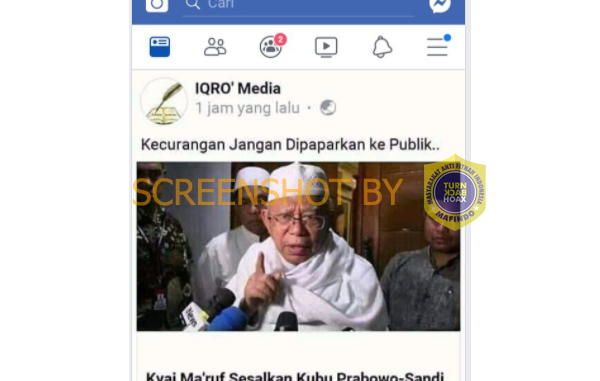 Cari
2
IQRO' Media
1 jam yang lalu ·
Kecurangan Jangan Dipaparkan ke Publik..
SCREENSHOT BY
MASYARAKAT ANTI FITNAH INDONESIA
TURN
BACK
HOAX
MAFINDO
News
Kyai Ma'ruf Sesalkan Kubu Prabowo-Sandi